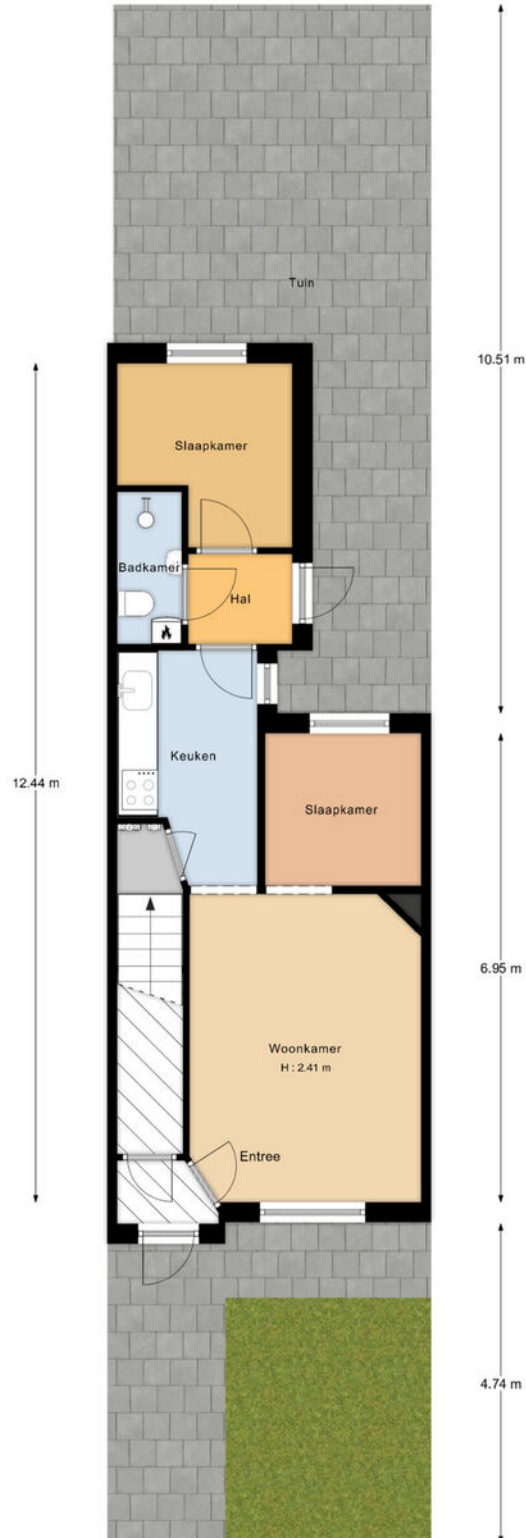 Tuin
10.51 m
Slaapkamer
Badkamer
Hal
Keuken
12.44 m
Slaapkamer
6.95 m
Woonkamer
H : 2.41 m
Entree
4.74 m